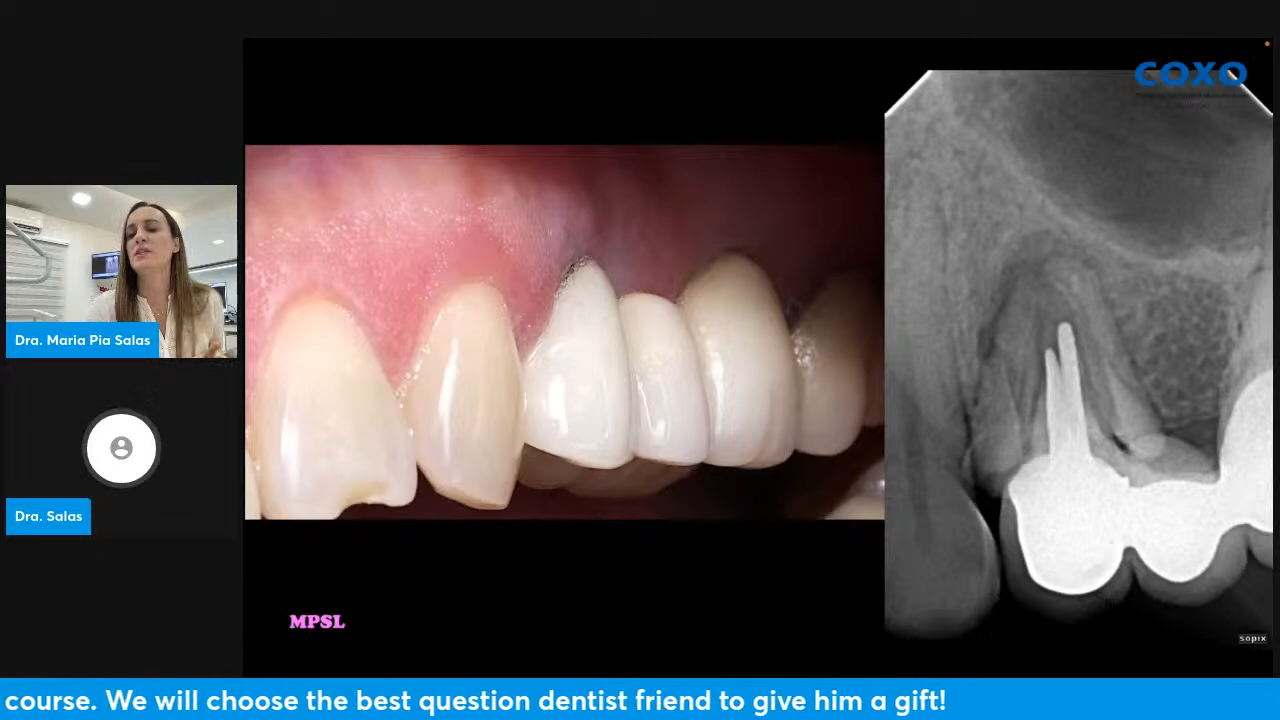 COXO
Dra. Maria Pia Salas
Dra. Salas
MPSL
sopix
course. We will choose the best question dentist friend to give him a gift!